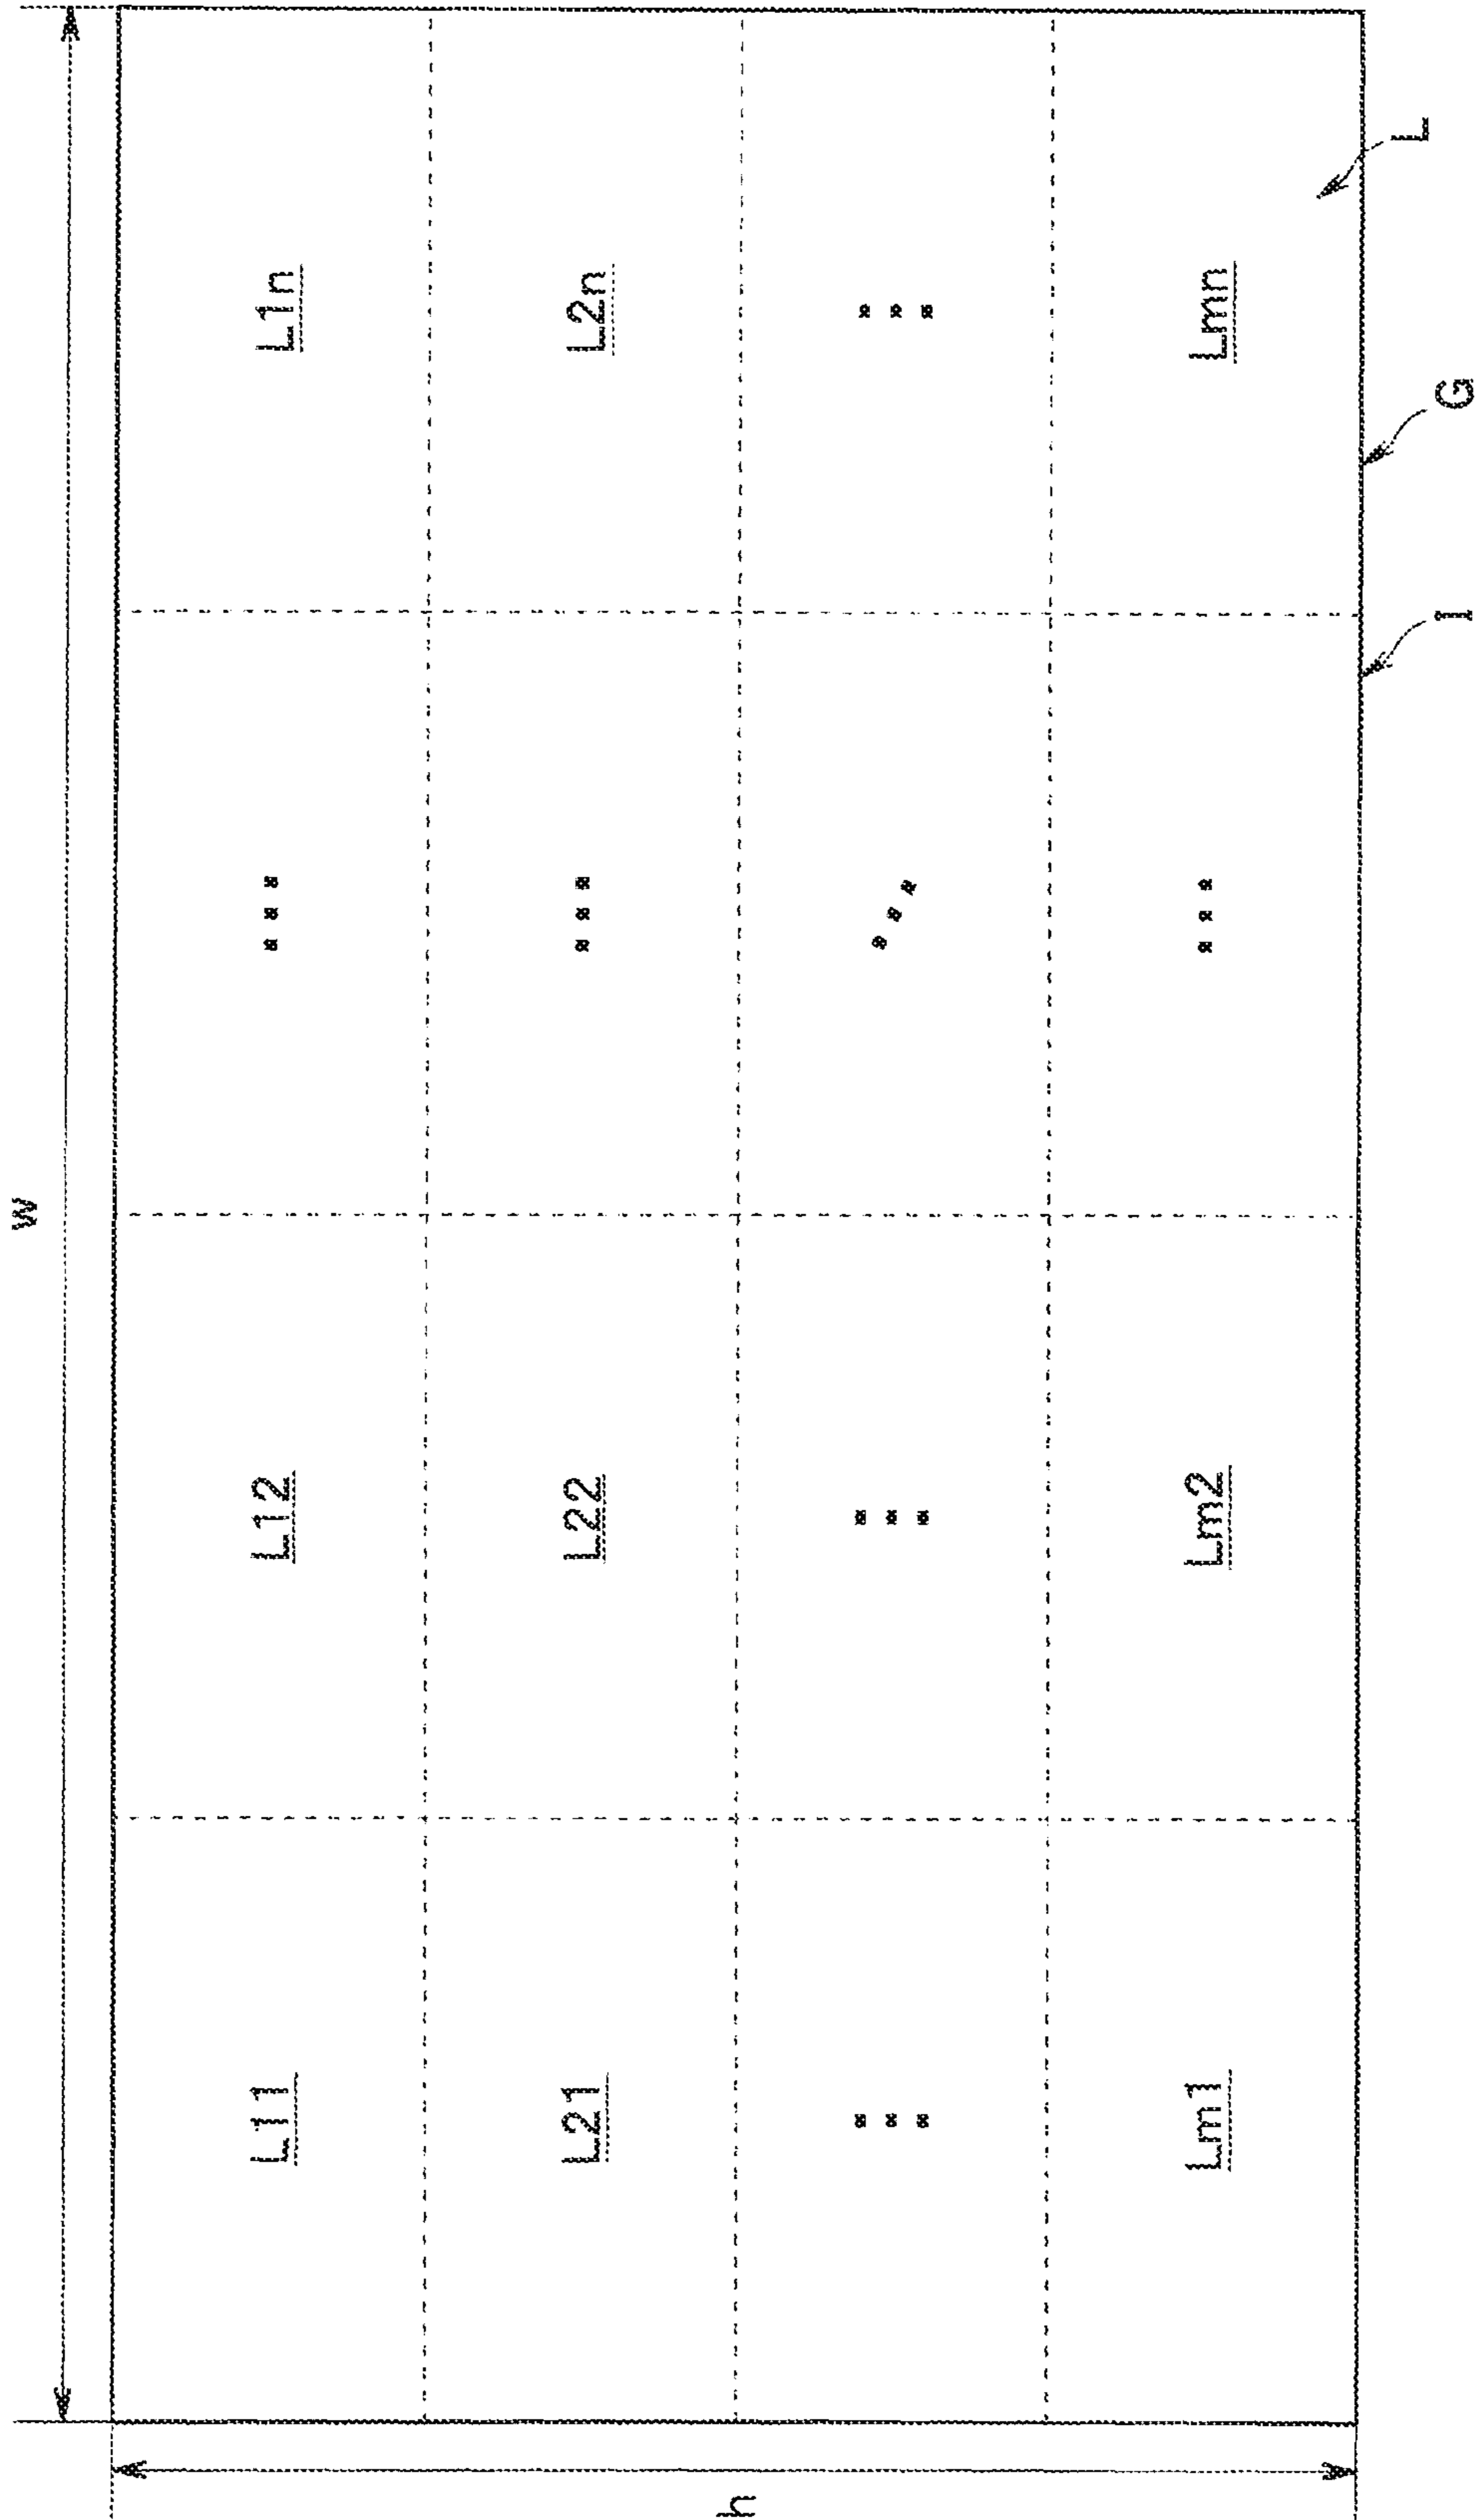 w
h
L11 L12 ... L1n
L21 L22 ... L2n
Lm1 Lm2 ... Lmn
I G L